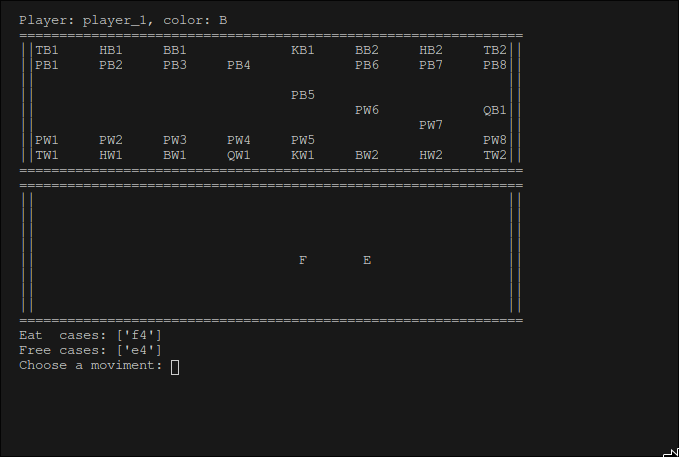 Player: player_1, color: B
===============================================================
||TB1     HB1    BB1             KB1     BB2     HB2     TB2||
||PB1     PB2     PB3     PB4             PB6     PB7     PB8||
||                                                           ||
||                                PB5                        ||
||                                        PW6             QB1||
||                                                PW7        ||
||PW1     PW2     PW3     PW4     PW5                     PW8||
||TW1     HW1     BW1     QW1     KW1     BW2     HW2     TW2||
===============================================================
===============================================================
||                                                           ||
||                                                           ||
||                                                           ||
||                                                           ||
||                                 F       E                 ||
||                                                           ||
||                                                           ||
||                                                           ||
===============================================================
Eat  cases: ['f4']
Free cases: ['e4']
Choose a moviment: